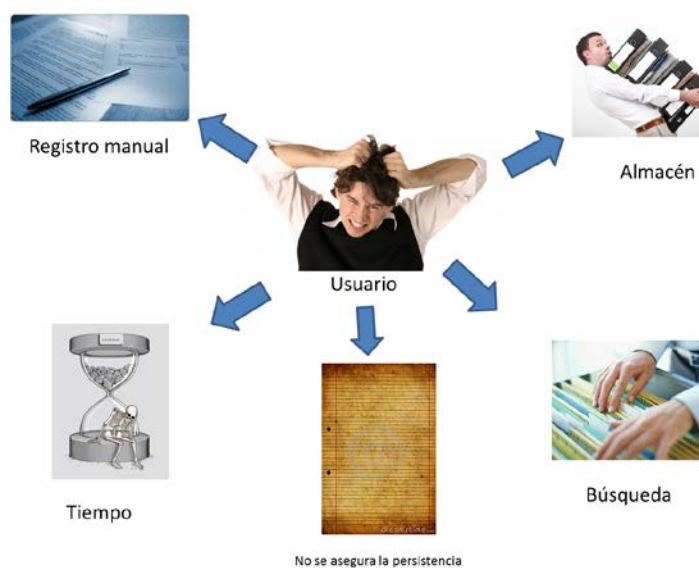 Registro manual
Almacén
Usuario
Tiempo
Búsqueda
No se asegura la persistencia